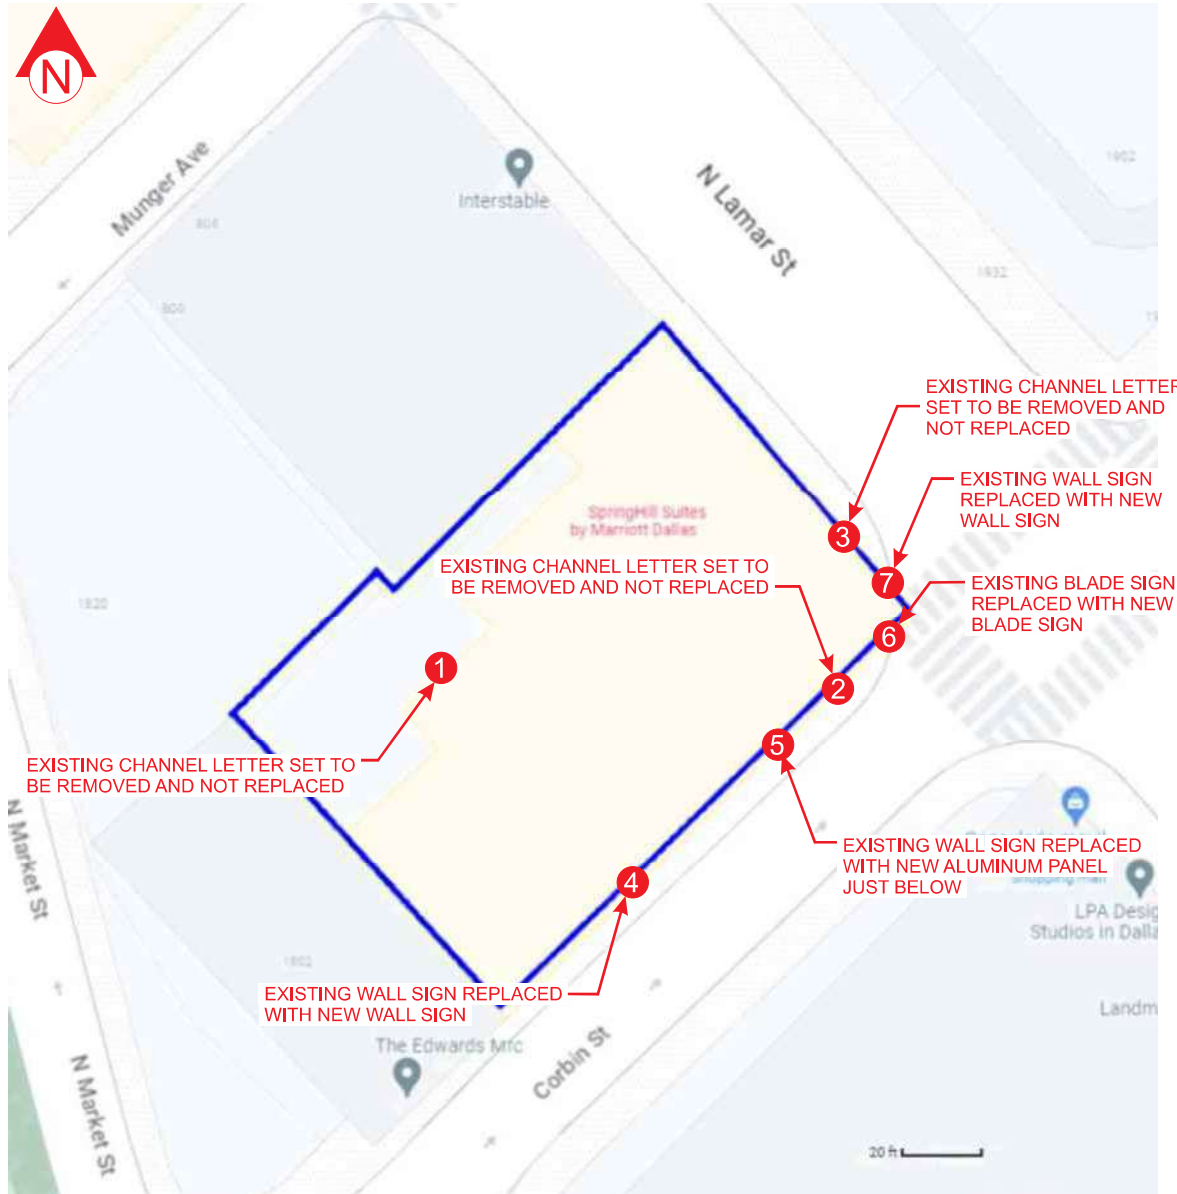 N
Munger Ave
808
Interstable
N Lamar St
1902
1932
800
EXISTING CHANNEL LETTER
SET TO BE REMOVED AND
NOT REPLACED
EXISTING WALL SIGN
REPLACED WITH NEW
WALL SIGN
SpringHill Suites
by Marriott Dallas
3
EXISTING CHANNEL LETTER SET TO
BE REMOVED AND NOT REPLACED
7
EXISTING BLADE SIGN
REPLACED WITH NEW
BLADE SIGN
1820
6
1
2
5
EXISTING CHANNEL LETTER SET TO
BE REMOVED AND NOT REPLACED
N Market St
EXISTING WALL SIGN REPLACED
WITH NEW ALUMINUM PANEL
JUST BELOW
shopping mall
4
LPA Desig
Studios in Dalla
1802
EXISTING WALL SIGN REPLACED
WITH NEW WALL SIGN
Landm
The Edwards MTC
Corbin St
N Market St
20 ft